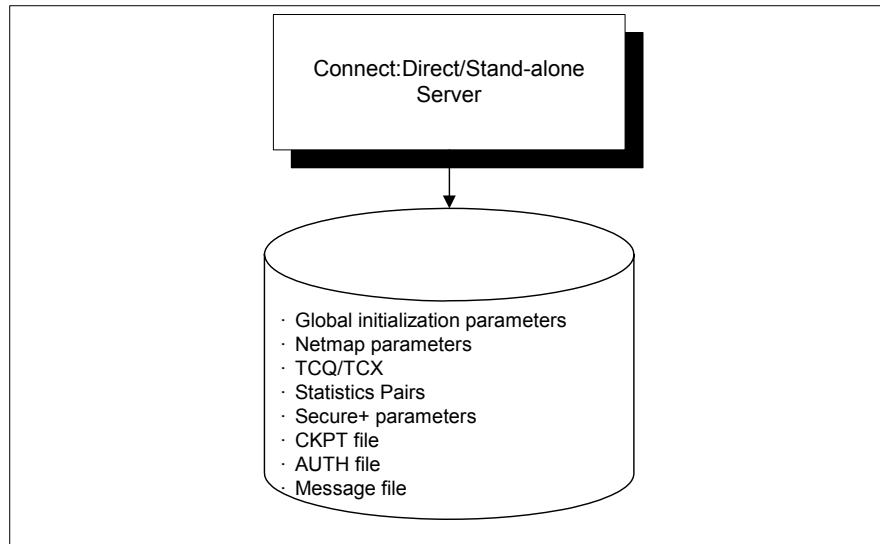 Connect:Direct/Stand-alone
Server
· Global initialization parameters
· Netmap parameters
· TCQ/TCX
· Statistics Pairs
· Secure+ parameters
· CKPT file
· AUTH file
· Message file